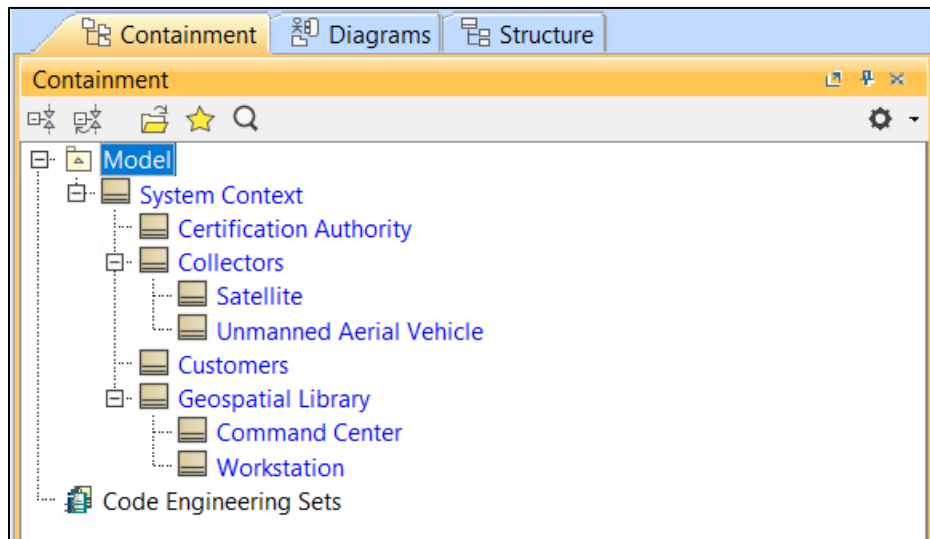 Containment Diagrams Structure
Containment
Model
System Context
Certification Authority
Collectors
Satellite
Unmanned Aerial Vehicle
Customers
Geospatial Library
Command Center
Workstation
Code Engineering Sets